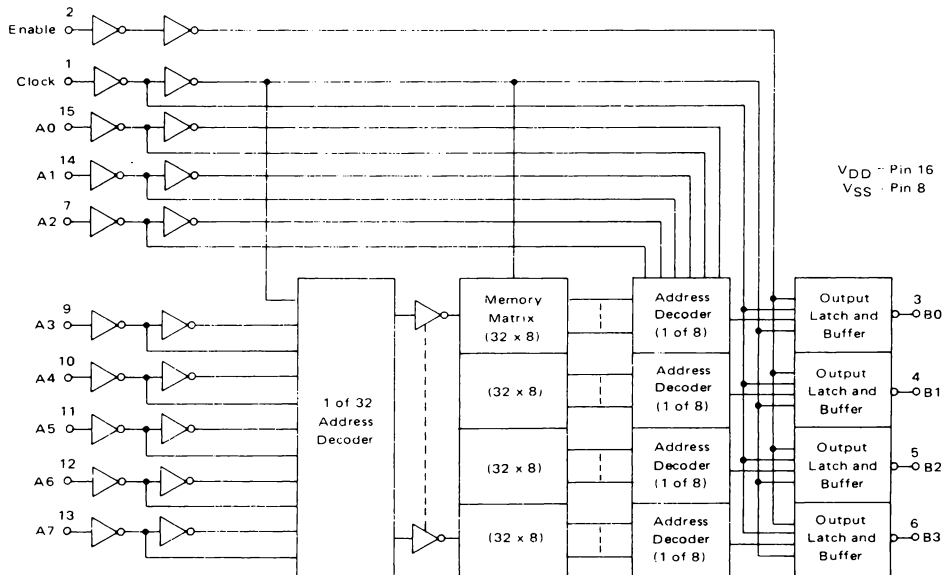 2
Enable
1
Clock
15
A0
14
A1
7
A2
VDD - Pin 16
VSS - Pin 8
9
A3
10
A4
11
A5
12
A6
13
A7
1 of 32
Address
Decoder
Memory
Matrix
(32 x 8)
(32 x 8)
(32 x 8)
(32 x 8)
Address
Decoder
(1 of 8)
Address
Decoder
(1 of 8)
Address
Decoder
(1 of 8)
Address
Decoder
(1 of 8)
Output
Latch and
Buffer
Output
Latch and
Buffer
Output
Latch and
Buffer
Output
Latch and
Buffer
3
B0
4
B1
5
B2
6
B3